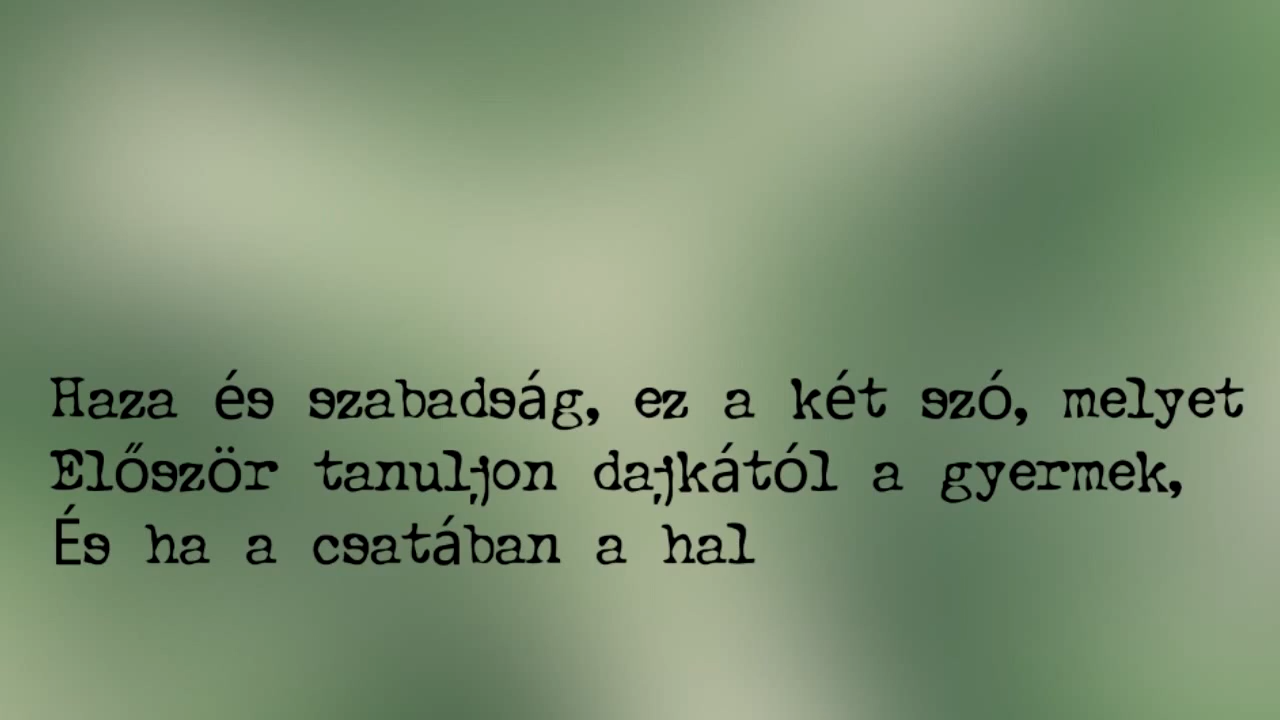 Haza és szabadság, ez a két szó, melyet
Először tanuljon dajkától a gyermek,
És ha a csatában a hal